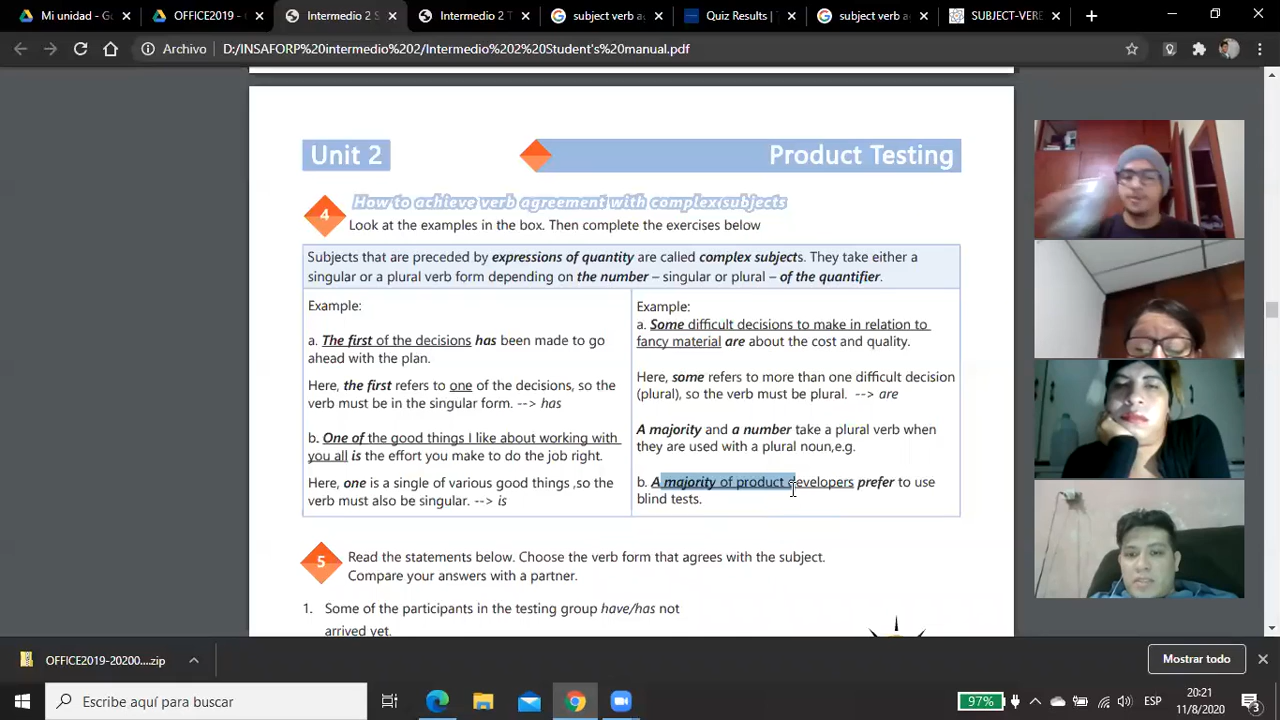 Mi unidad - G
OFFICE2019 -
Intermedio 2 S
Intermedio 2 T
subject verb a
Quiz Results |
subject verb a
SUBJECT-VERE
Archivo
D:/INSAFORP%20intermedio%202/Intermedio%202%20Student's%20manual.pdf
Unit 2
Product Testing
4
How to achieve verb agreement with complex subjects
Look at the examples in the box. Then complete the exercises below
Subjects that are preceded by expressions of quantity are called complex subjects. They take either a
singular or a plural verb form depending on the number – singular or plural – of the quantifier.
Example:
a. The first of the decisions has been made to go
ahead with the plan.
Here, the first refers to one of the decisions, so the
verb must be in the singular form. --> has
b. One of the good things I like about working with
you all is the effort you make to do the job right.
Here, one is a single of various good things ,so the
verb must also be singular. --> is
Example:
a. Some difficult decisions to make in relation to
fancy material are about the cost and quality.
Here, some refers to more than one difficult decision
(plural), so the verb must be plural. --> are
A majority and a number take a plural verb when
they are used with a plural noun,e.g.
b. A majority of product developers prefer to use
blind tests.
5
Read the statements below. Choose the verb form that agrees with the subject.
Compare your answers with a partner.
1. Some of the participants in the testing group have/has not
arrived yet.
OFFICE2019-20200....zip
Mostrar todo
Escribe aquí para buscar
97%
ESP
20:21
11/8/2020
3